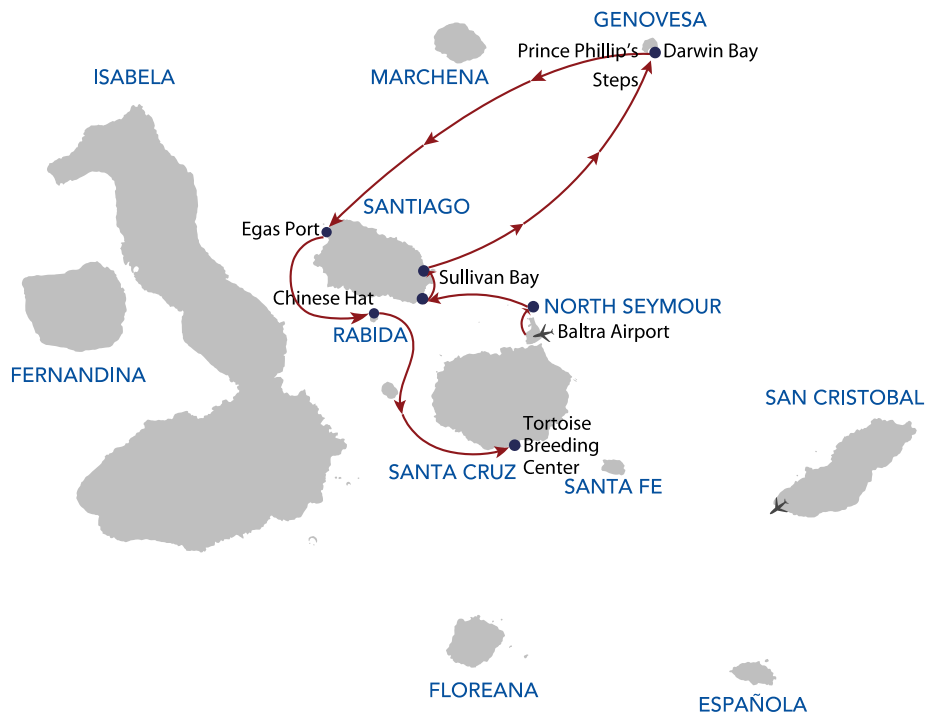 GENOVESA
Prince Phillip's
Darwin Bay
Steps
MARCHENA
ISABELA
SANTIAGO
Egas Port
Sullivan Bay
Chinese Hat
NORTH SEYMOUR
RABIDA
Baltra Airport
FERNANDINA
SAN CRISTOBAL
Tortoise
Breeding
Center
SANTA CRUZ
SANTA FE
FLOREANA
ESPAÑOLA